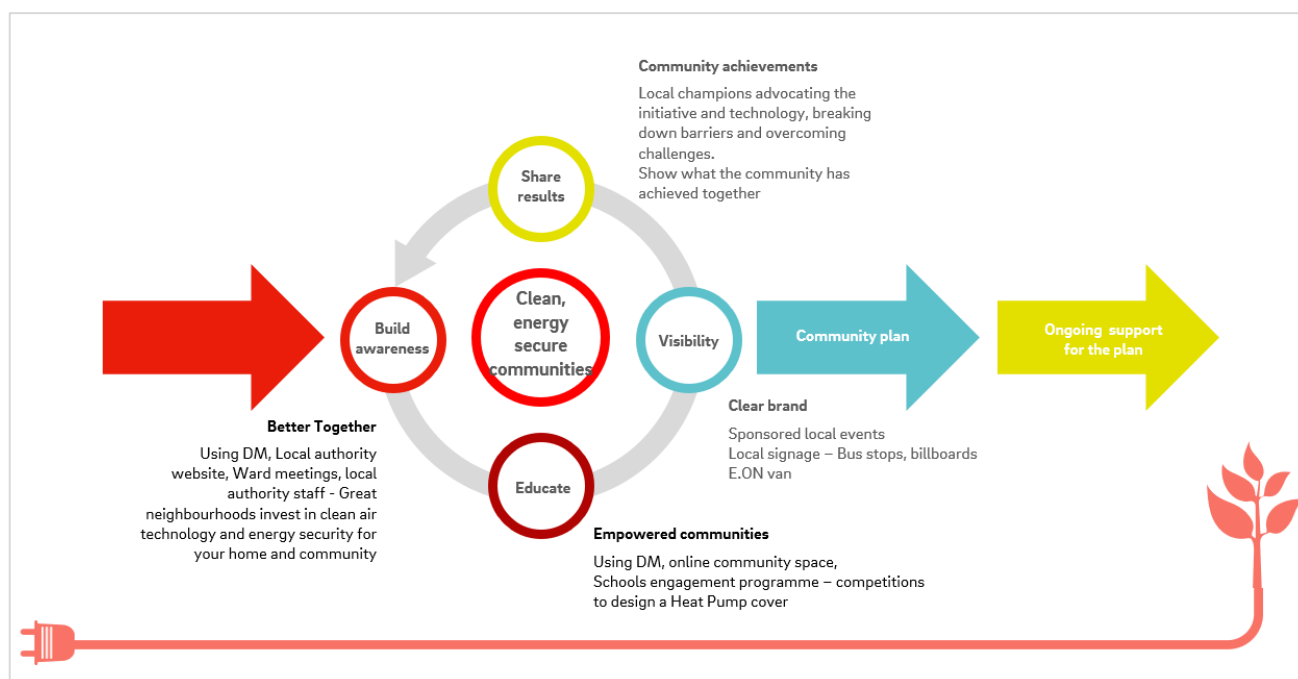 Community achievements
Local champions advocating the
initiative and technology, breaking
down barriers and overcoming
challenges.
Show what the community has
achieved together
Share
results
Build
awareness
Clean,
energy
secure
communities
Visibility
Community plan
Ongoing support
for the plan
Better Together
Using DM, Local authority
website, Ward meetings, local
authority staff - Great
neighbourhoods invest in clean air
technology and energy security for
your home and community
Educate
Clear brand
Sponsored local events
Local signage – Bus stops, billboards
E.ON van
Empowered communities
Using DM, online community space,
Schools engagement programme – competitions
to design a Heat Pump cover